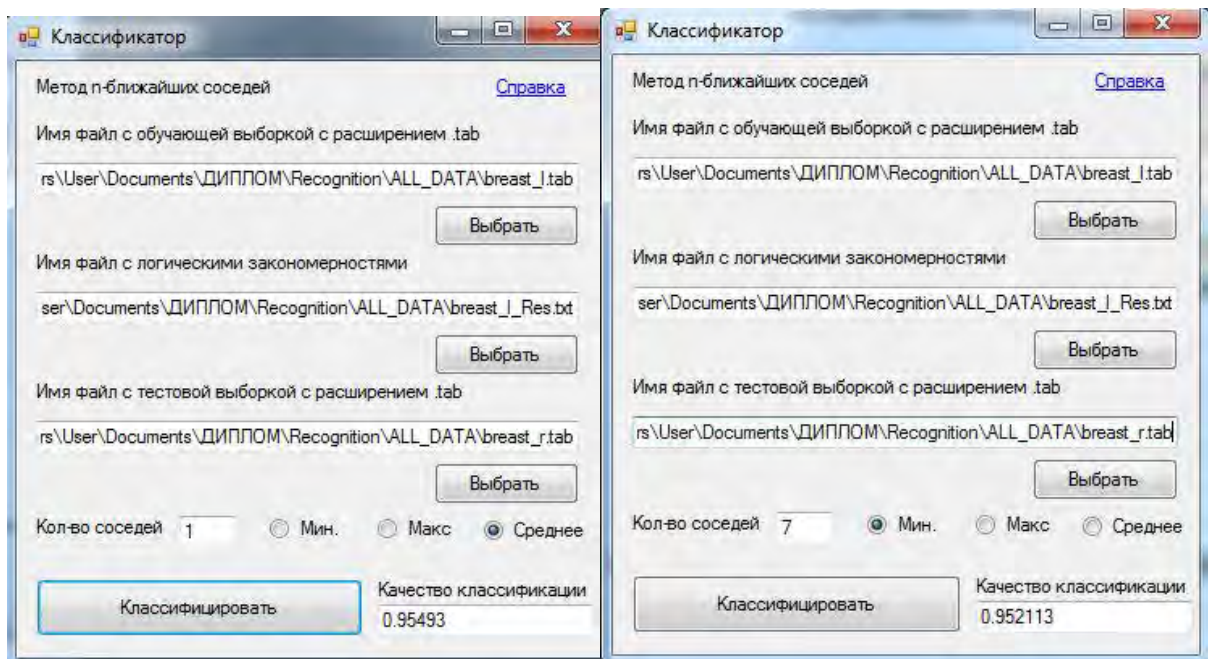 Классификатор
Метод n-ближайших соседей Справка
Имя файл с обучающей выборкой с расширением .tab
rs\User\Documents\ДИПЛОМ\Recognition\ALL_DATA\breast_l.tab
Выбрать
Имя файл с логическими закономерностями
ser\Documents\ДИПЛОМ\Recognition\ALL_DATA\breast_l_Res.txt
Выбрать
Имя файл с тестовой выборкой с расширением .tab
rs\User\Documents\ДИПЛОМ\Recognition\ALL_DATA\breast_r.tab
Выбрать
Кол-во соседей 1 Мин. Макс Среднее
Качество классификации
Классифицировать 0.95493
Классификатор
Метод n-ближайших соседей Справка
Имя файл с обучающей выборкой с расширением .tab
rs\User\Documents\ДИПЛОМ\Recognition\ALL_DATA\breast_l.tab
Выбрать
Имя файл с логическими закономерностями
ser\Documents\ДИПЛОМ\Recognition\ALL_DATA\breast_l_Res.txt
Выбрать
Имя файл с тестовой выборкой с расширением .tab
rs\User\Documents\ДИПЛОМ\Recognition\ALL_DATA\breast_r.tab
Выбрать
Кол-во соседей 7 Мин. Макс Среднее
Качество классификации
Классифицировать 0.952113